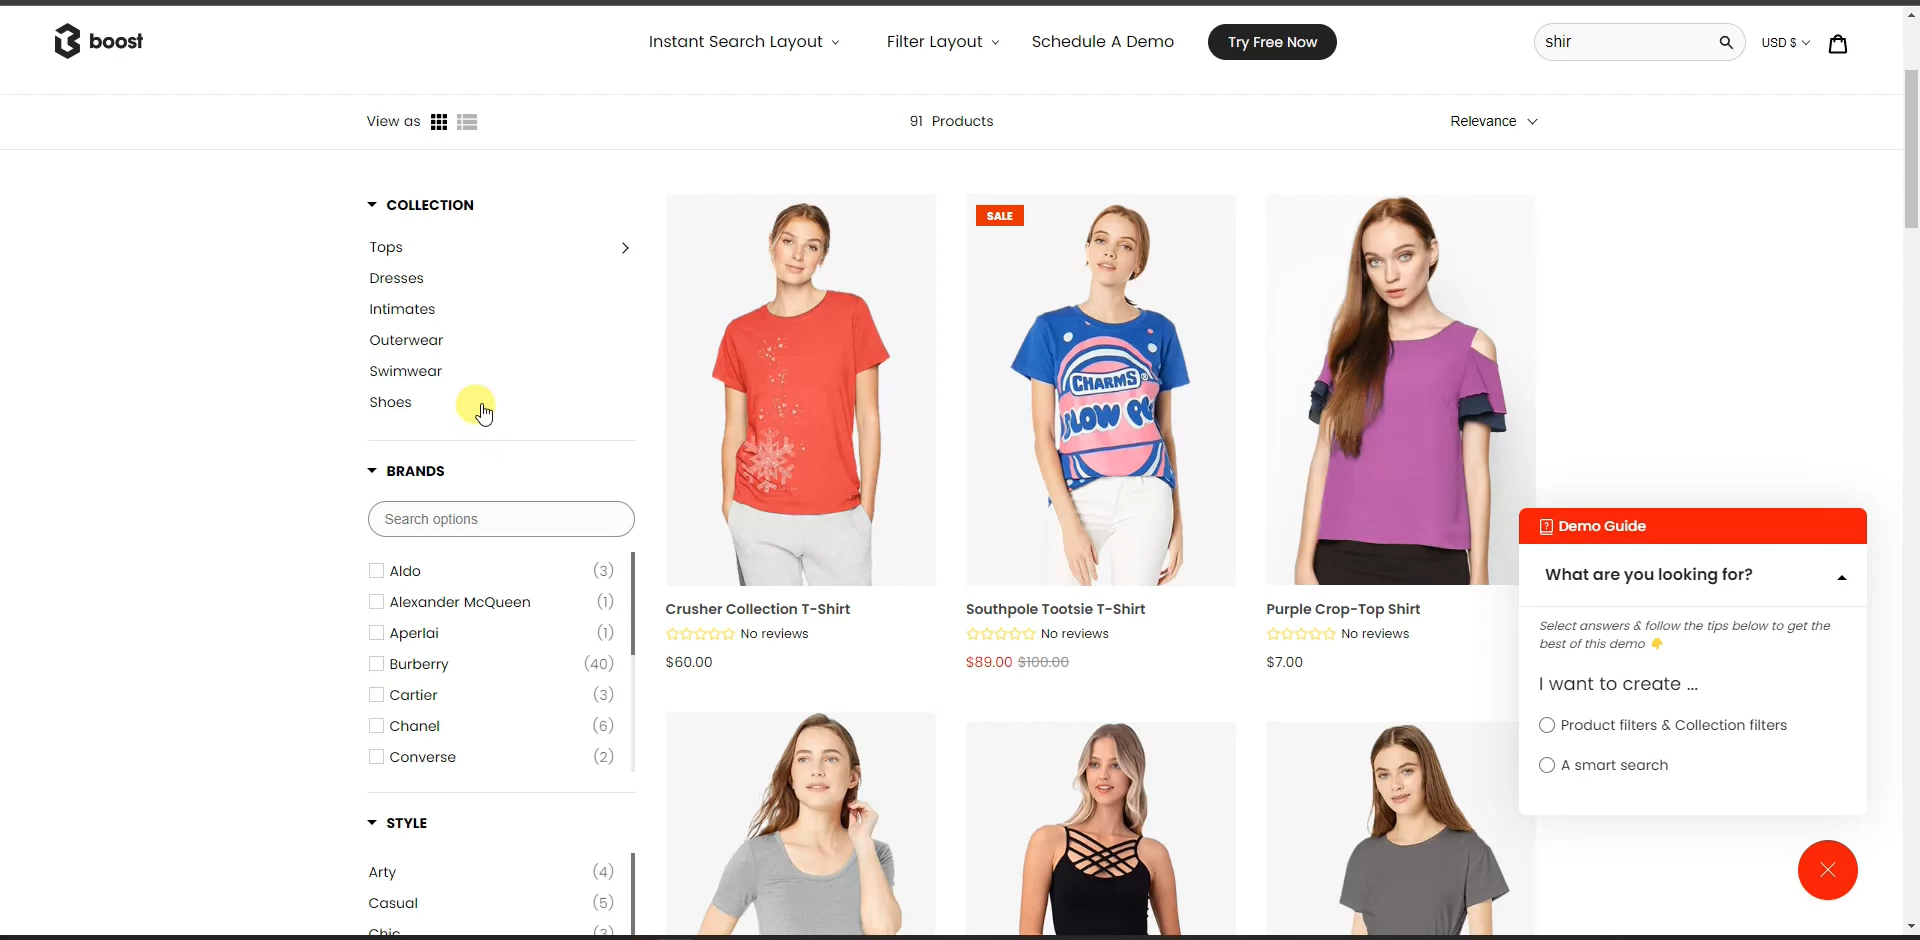 boost
Instant Search Layout
Filter Layout
Schedule A Demo
Try Free Now
shir
USD $
View as
91 Products
Relevance
COLLECTION
Tops
Dresses
Intimates
Outerwear
Swimwear
Shoes
BRANDS
Search options
Aldo (3)
Alexander McQueen (1)
Aperlai (1)
Burberry (40)
Cartier (3)
Chanel (6)
Converse (2)
STYLE
Arty (4)
Casual (5)
Chic (3)
SALE
CHARMS
BLOW PO
Crusher Collection T-Shirt
No reviews
$60.00
Southpole Tootsie T-Shirt
No reviews
$89.00 $100.00
Purple Crop-Top Shirt
No reviews
$7.00
Demo Guide
What are you looking for?
Select answers & follow the tips below to get the
best of this demo 👇
I want to create ...
Product filters & Collection filters
A smart search